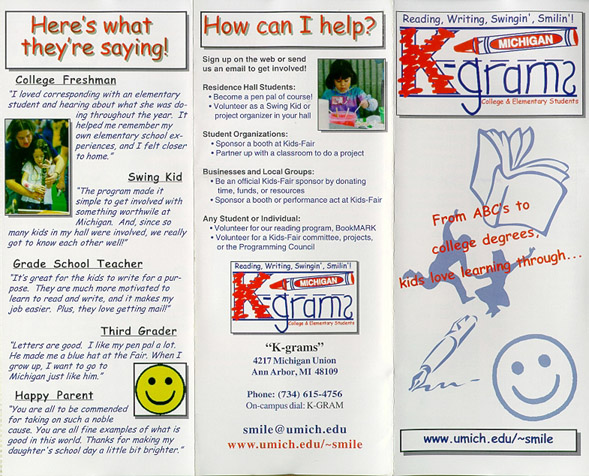 Here's what
they're saying!
College Freshman
"I loved corresponding with an elementary
student and hearing about what she was do-
ing throughout the year.  It
helped me remember my
own elementary school ex-
periences, and I felt closer
to home."
Swing Kid
"The program made it
simple to get involved with
something worthwile at
Michigan.  And, since so
many kids in my hall were involved, we really
got to know each other well!"
Grade School Teacher
"It's great for the kids to write for a pur-
pose.  They are much more motivated to
learn to read and write, and it makes my
job easier.  Plus, they love getting mail!"
Third Grader
"Letters are good.  I like my pen pal a lot.
He made me a blue hat at the Fair. When I
grow up, I want to go to
Michigan just like him."
Happy Parent
"You are all to be commended
for taking on such a noble
cause. You are all fine examples of what is
good in this world. Thanks for making my
daughter's school day a little bit brighter."
How can I help?
Sign up on the web or send
us an email to get involved!
Residence Hall Students:
• Become a pen pal of course!
• Volunteer as a Swing Kid or
project organizer in your hall
Student Organizations:
• Sponsor a booth at Kids-Fair
• Partner up with a classroom to do a project
Businesses and Local Groups:
• Be an official Kids-Fair sponsor by donating
time, funds, or resources
• Sponsor a booth or performance act at Kids-Fair
Any Student or Individual:
• Volunteer for our reading program, BookMARK
• Volunteer for a Kids-Fair committee, projects,
or the Programming Council
Reading, Writing, Swingin', Smilin'!
MICHIGAN
K-grams
College & Elementary Students
"K-grams"
4217 Michigan Union
Ann Arbor, MI 48109
Phone: (734) 615-4756
On-campus dial: K-GRAM
smile@umich.edu
www.umich.edu/~smile
Reading, Writing, Swingin', Smilin'!
MICHIGAN
K-grams
College & Elementary Students
From ABC's to
college degrees,
kids love learning through...
www.umich.edu/~smile